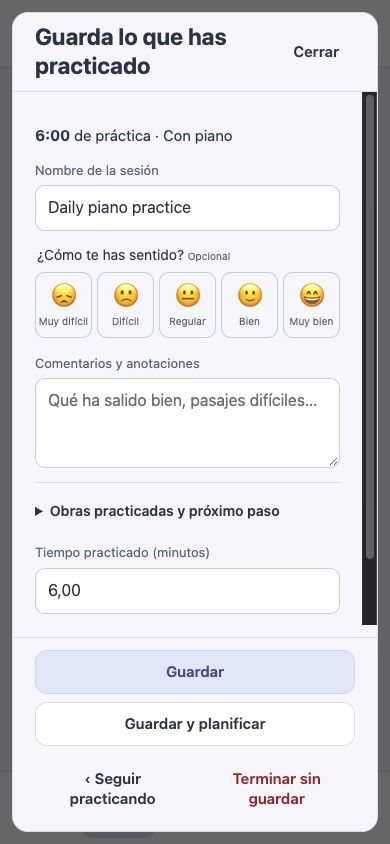 Guarda lo que has
practicado
Cerrar
6:00 de práctica · Con piano
Nombre de la sesión
Daily piano practice
¿Cómo te has sentido? Opcional
Muy difícil
Difícil
Regular
Bien
Muy bien
Comentarios y anotaciones
Qué ha salido bien, pasajes difíciles...
Obras practicadas y próximo paso
Tiempo practicado (minutos)
6,00
Guardar
Guardar y planificar
‹ Seguir
practicando
Terminar sin
guardar